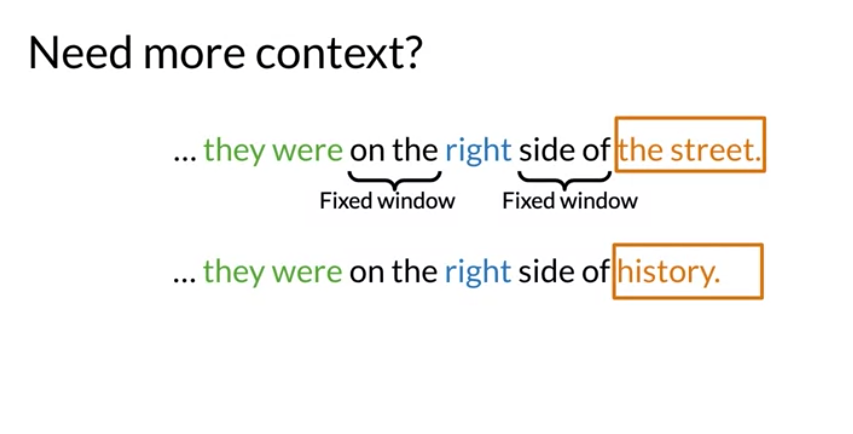 Need more context?
... they were on the right side of the street.
Fixed window Fixed window
... they were on the right side of history.